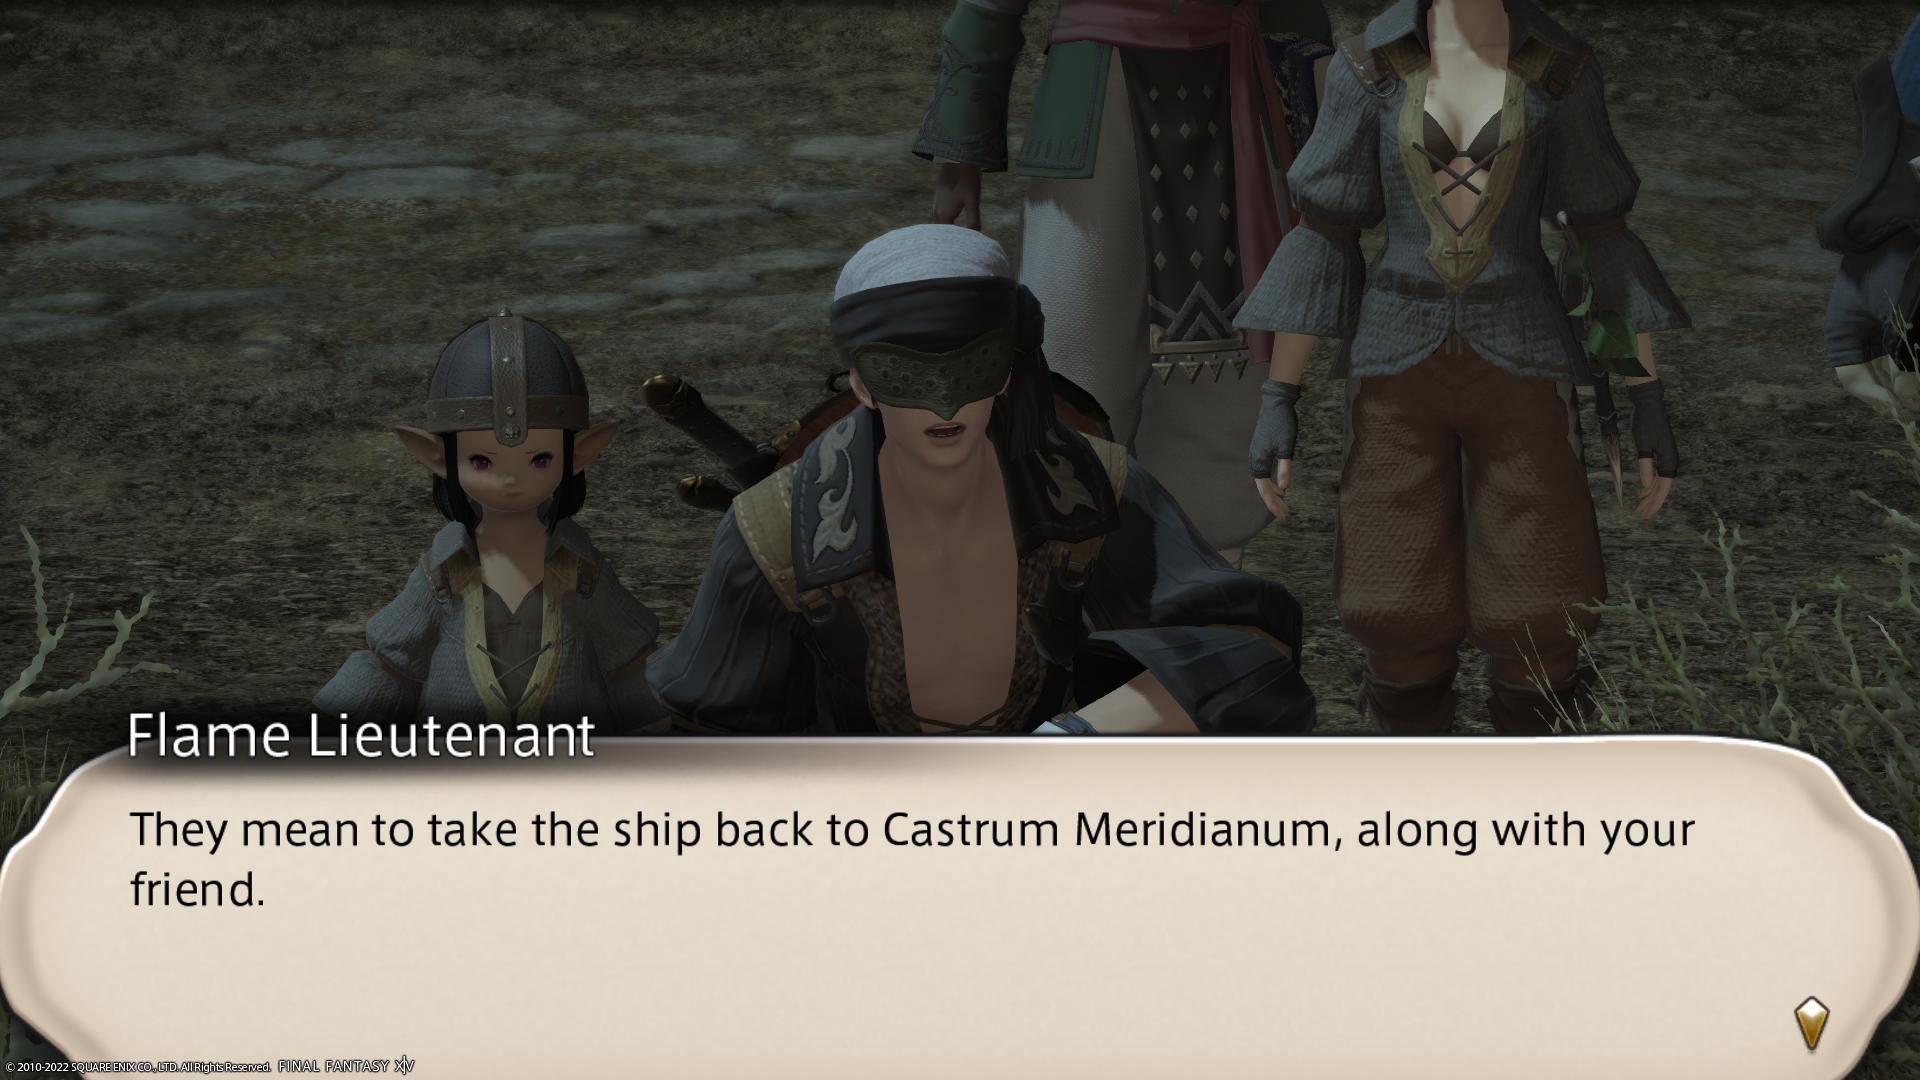 Flame Lieutenant
They mean to take the ship back to Castrum Meridianum, along with your
friend.
© 2010-2022 SQUARE ENIX CO., LTD. All Rights Reserved. FINAL FANTASY XIV